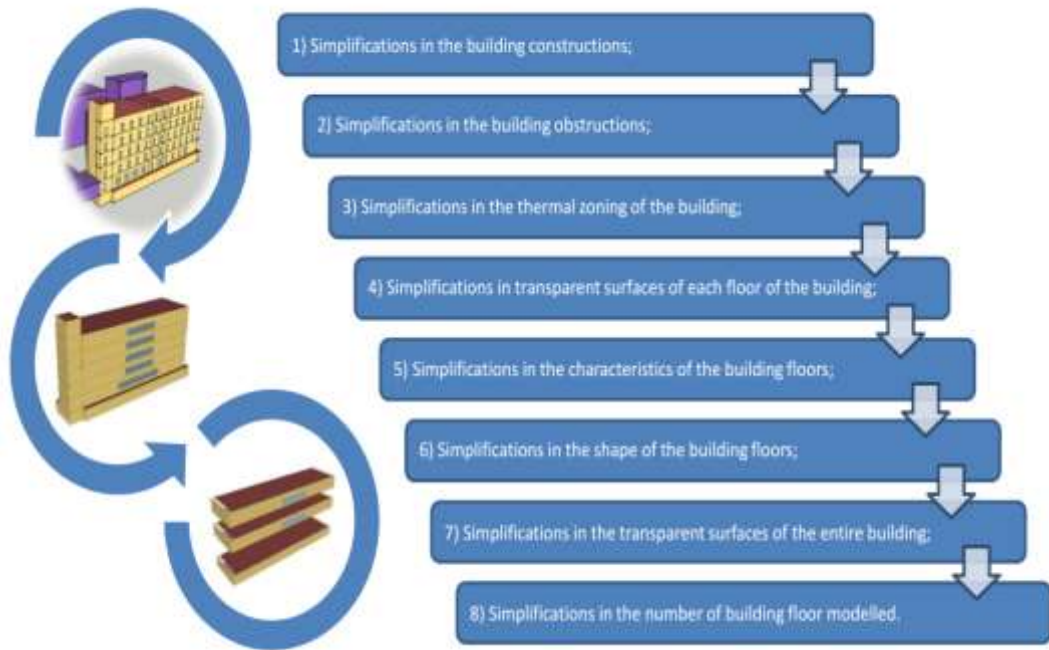 1) Simplifications in the building constructions;
2) Simplifications in the building obstructions;
3) Simplifications in the thermal zoning of the building;
4) Simplifications in transparent surfaces of each floor of the building;
5) Simplifications in the characteristics of the building floors;
6) Simplifications in the shape of the building floors;
7) Simplifications in the transparent surfaces of the entire building;
8) Simplifications in the number of building floor modelled.